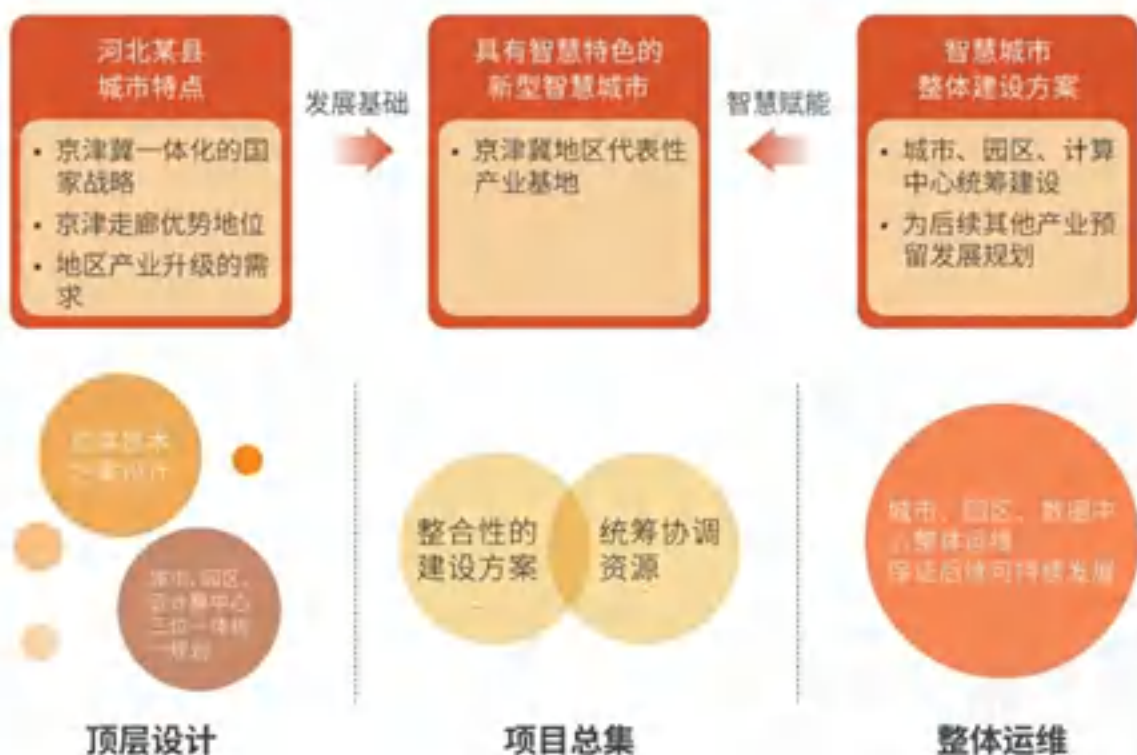 河北某县
城市特点
• 京津冀一体化的国
家战略
• 京津走廊优势地位
• 地区产业升级的需
求
发展基础
具有智慧特色的
新型智慧城市
• 京津冀地区代表性
产业基地
智慧赋能
智慧城市
整体建设方案
• 城市、园区、计算
中心统筹建设
• 为后续其他产业预
留发展规划
城市、园区、
云计算中心
三位一体统
一规划
整合性的
建设方案
统筹协调
资源
城市、园区、数据中
心整体运维
保证后续可持续发展
顶层设计
项目总集
整体运维